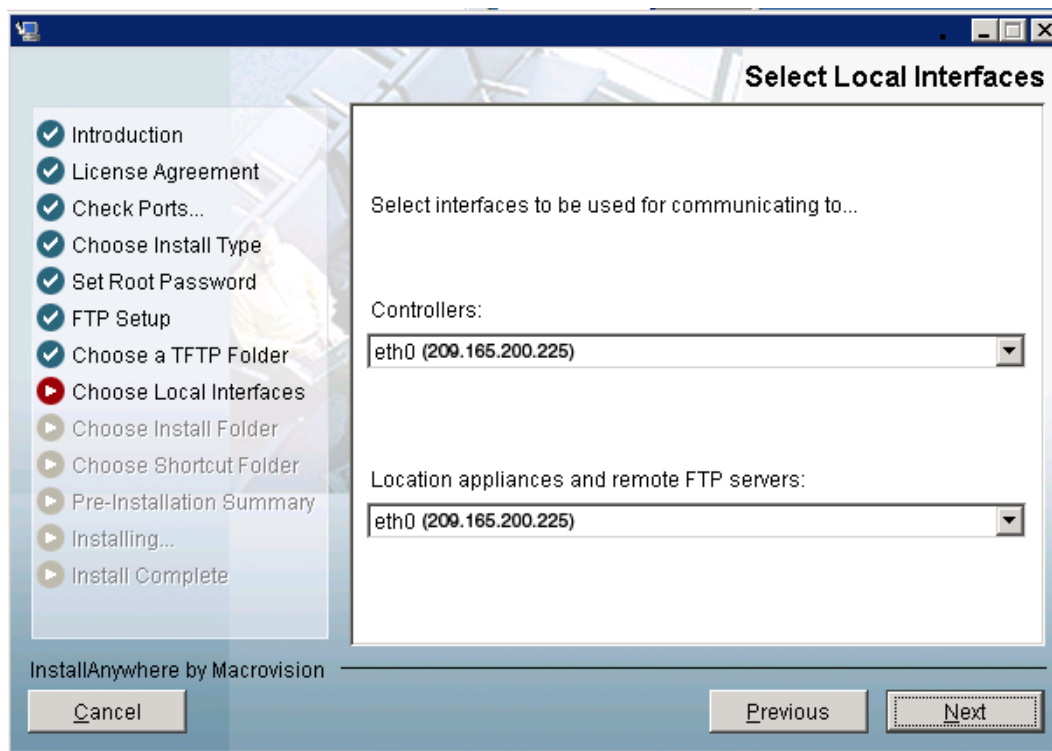 Select Local Interfaces
Introduction
License Agreement
Check Ports...
Choose Install Type
Set Root Password
FTP Setup
Choose a TFTP Folder
Choose Local Interfaces
Choose Install Folder
Choose Shortcut Folder
Pre-Installation Summary
Installing...
Install Complete
Select interfaces to be used for communicating to...
Controllers:
eth0 (209.165.200.225)
Location appliances and remote FTP servers:
eth0 (209.165.200.225)
InstallAnywhere by Macrovision
Cancel
Previous
Next